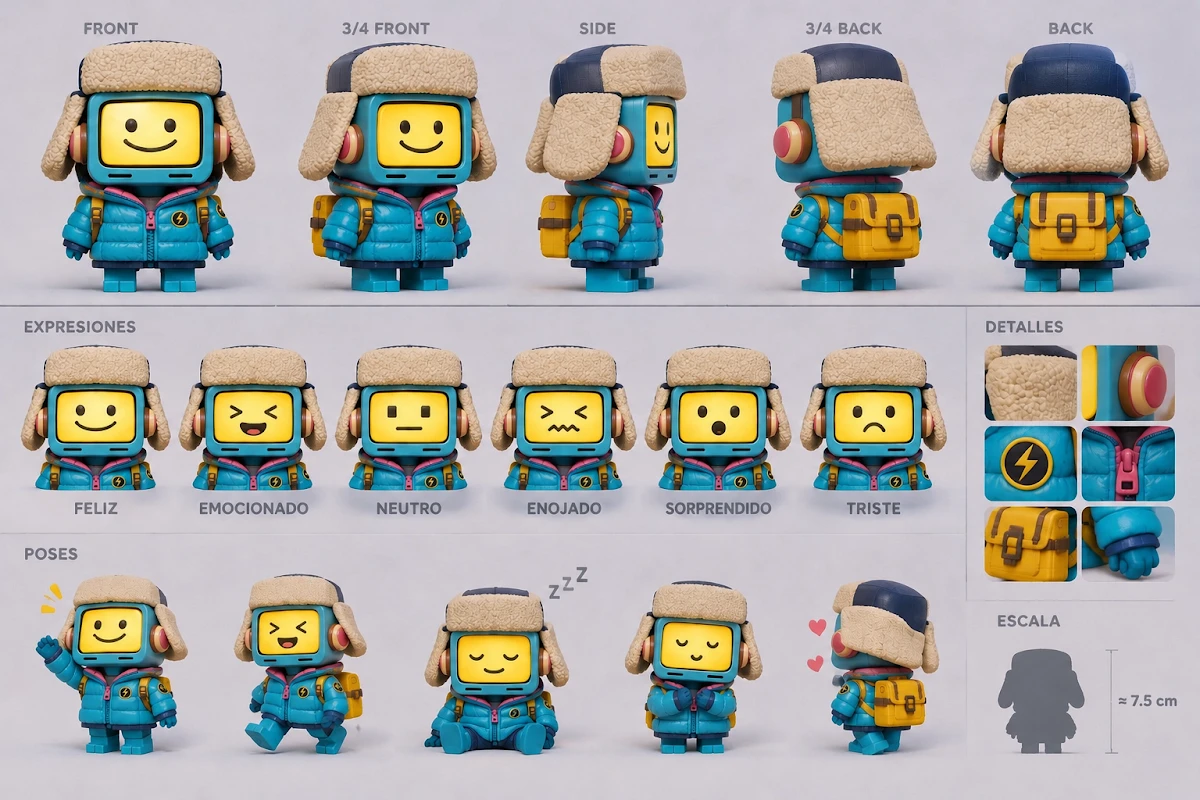 FRONT
3/4 FRONT
SIDE
3/4 BACK
BACK
EXPRESIONES
FELIZ
EMOCIONADO
NEUTRO
ENOJADO
SORPRENDIDO
TRISTE
DETALLES
POSES
Z Z Z
ESCALA
≈ 7.5 cm